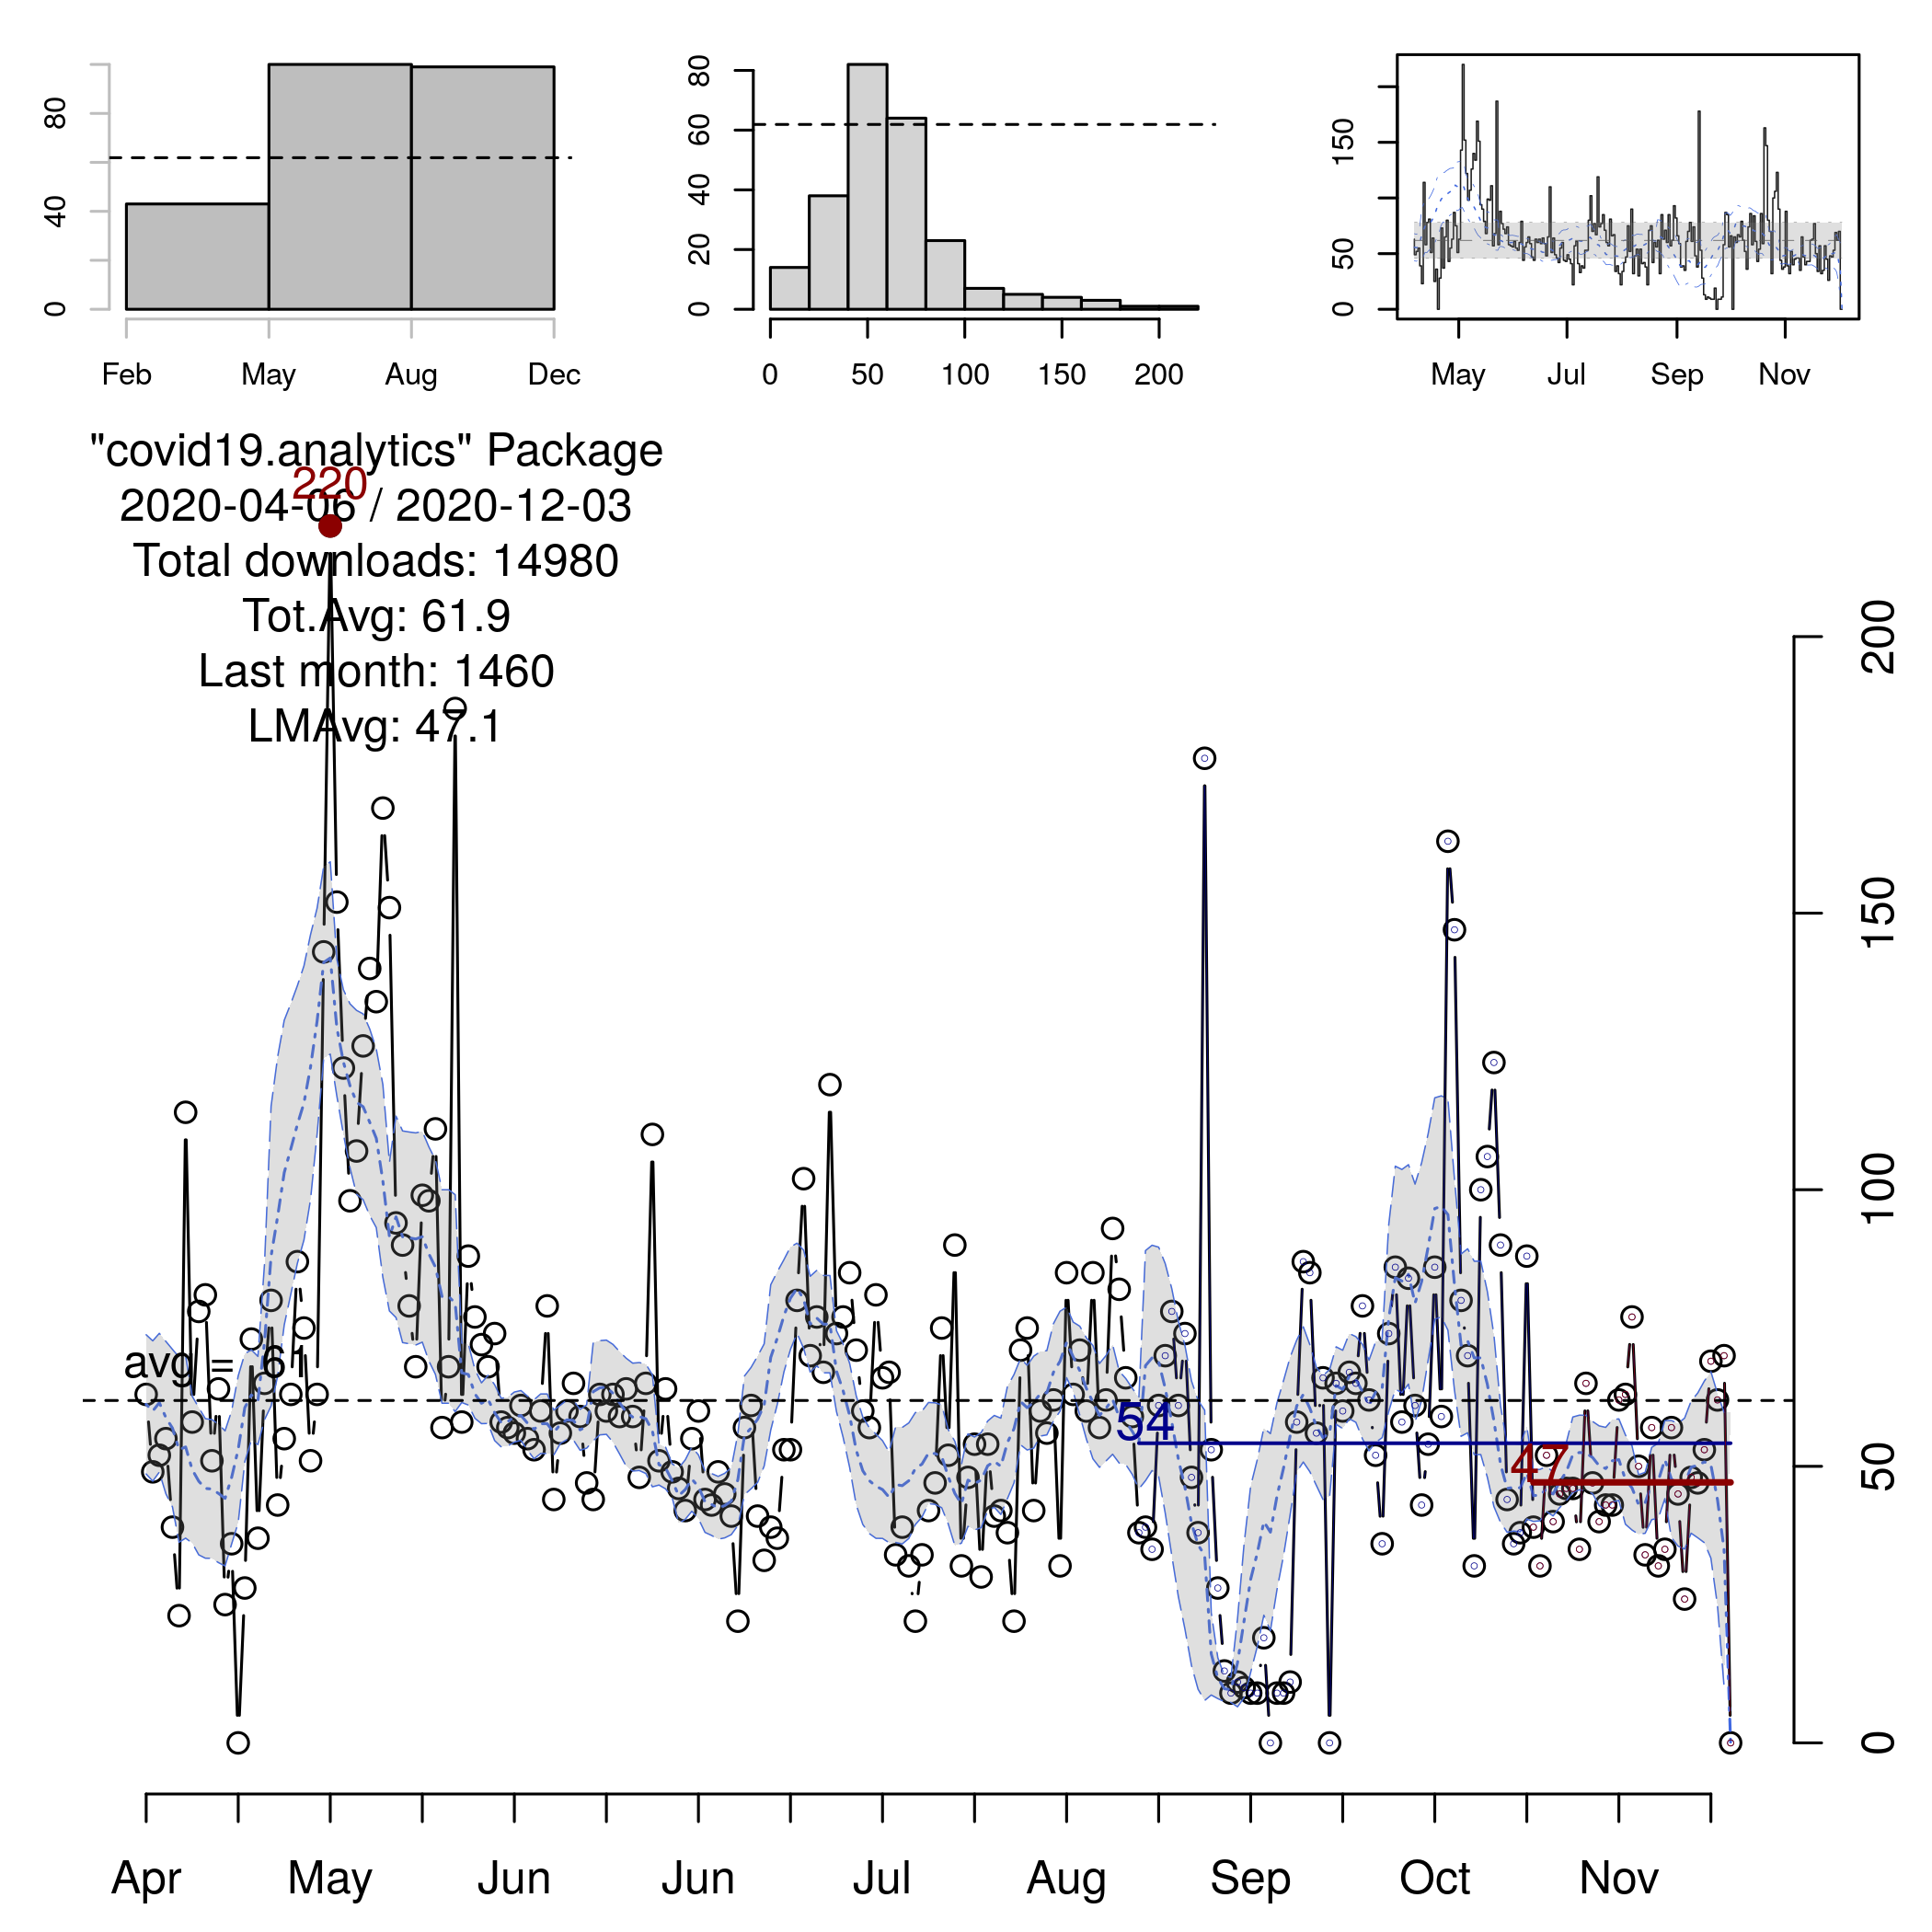 80
40
0
Feb May Aug Dec
80
60
40
20
0
0 50 100 150 200
150
50
0
May Jul Sep Nov
"covid19.analytics" Package
220
2020-04-06 / 2020-12-03
Total downloads: 14980
Tot.Avg: 61.9
Last month: 1460
LMAvg: 47.1
avg = 61
54
47
200
150
100
50
0
Apr May Jun Jun Jul Aug Sep Oct Nov